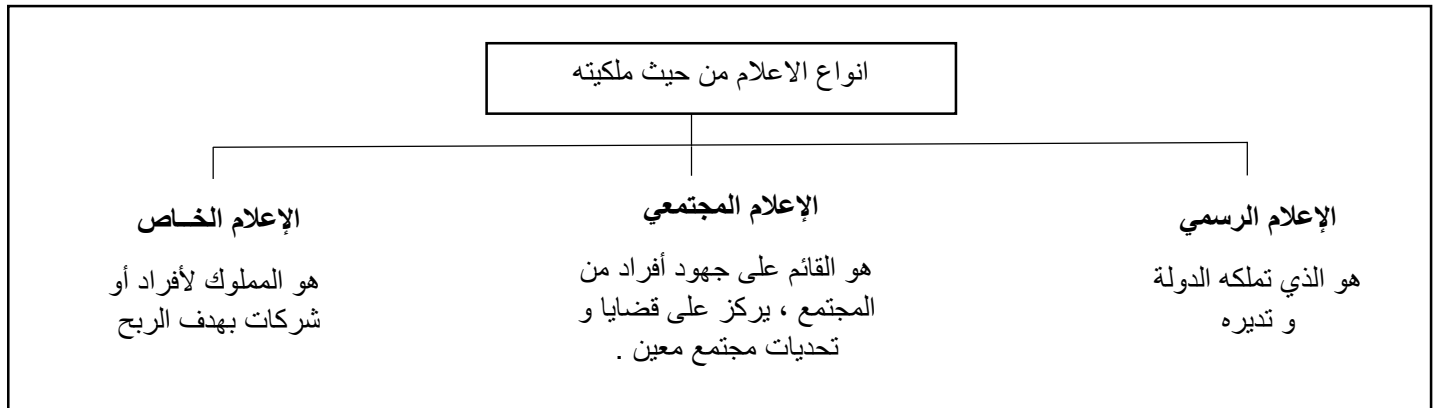 انواع الاعلام من حيث ملكيته
الإعلام الرسمي
هو الذي تملكه الدولة
و تديره
الإعلام المجتمعي
هو القائم على جهود أفراد من
المجتمع ، يركز على قضايا و
تحديات مجتمع معين .
الإعلام الخــاص
هو المملوك لأفراد أو
شركات بهدف الربح